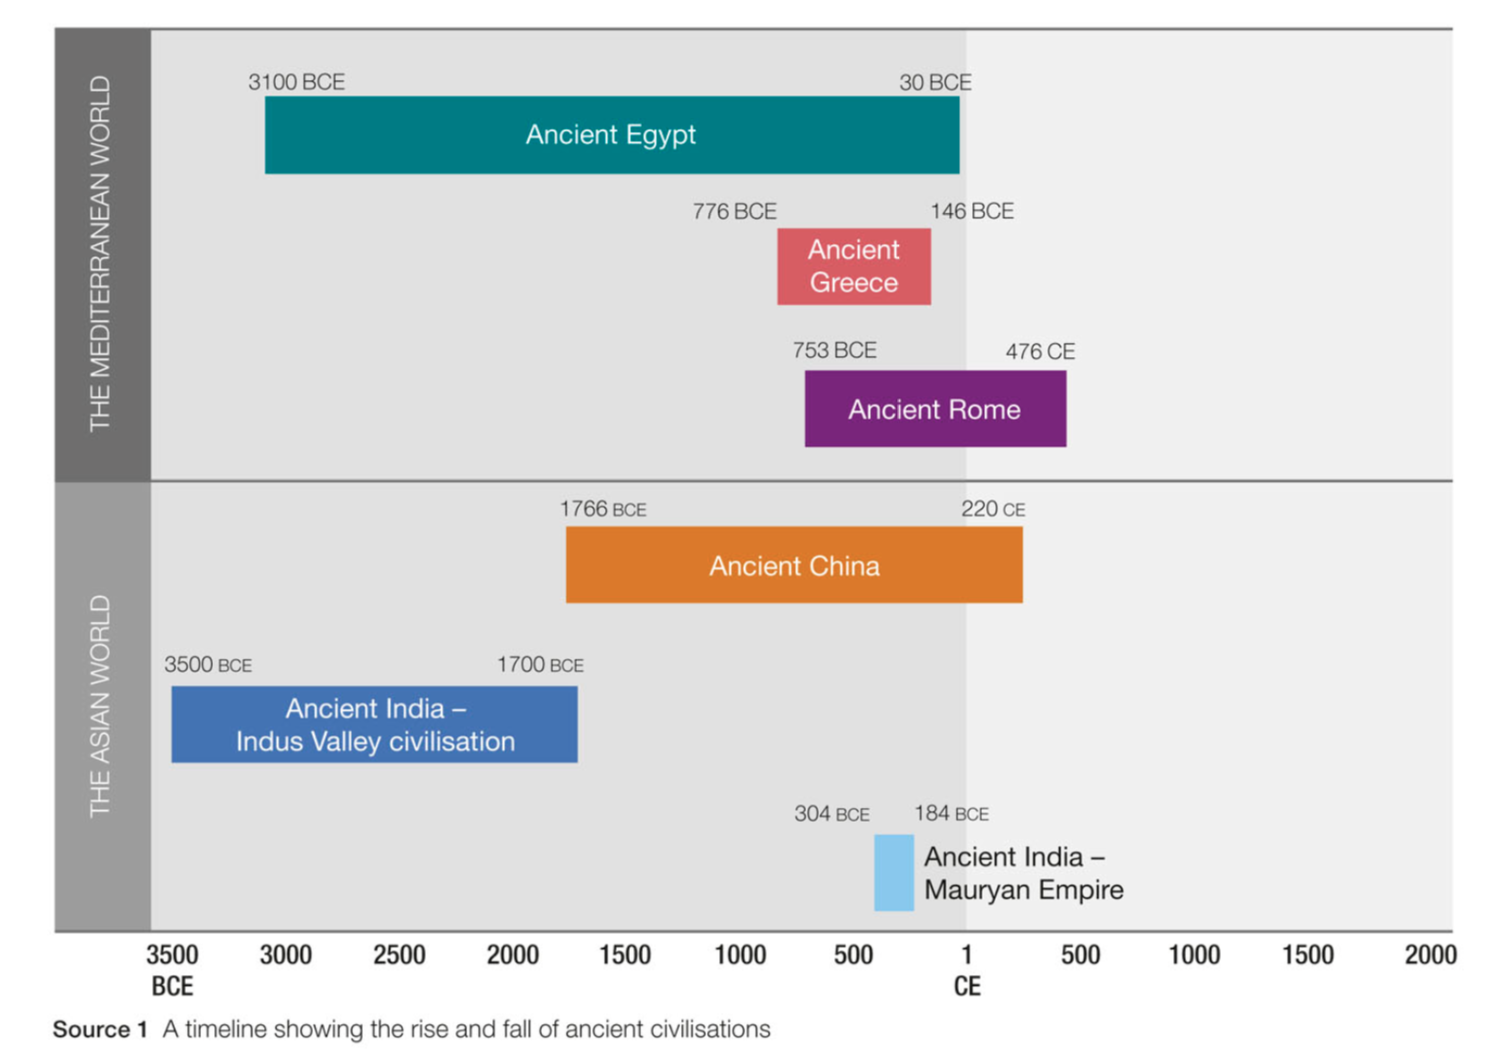 THE MEDITERRANEAN WORLD
3100 BCE
30 BCE
Ancient Egypt
776 BCE
146 BCE
Ancient
Greece
753 BCE
476 CE
Ancient Rome
THE ASIAN WORLD
1766 BCE
220 CE
Ancient China
3500 BCE
1700 BCE
Ancient India –
Indus Valley civilisation
304 BCE
184 BCE
Ancient India –
Mauryan Empire
3500 3000 2500 2000 1500 1000 500 1 500 1000 1500 2000
BCE CE
Source 1 A timeline showing the rise and fall of ancient civilisations